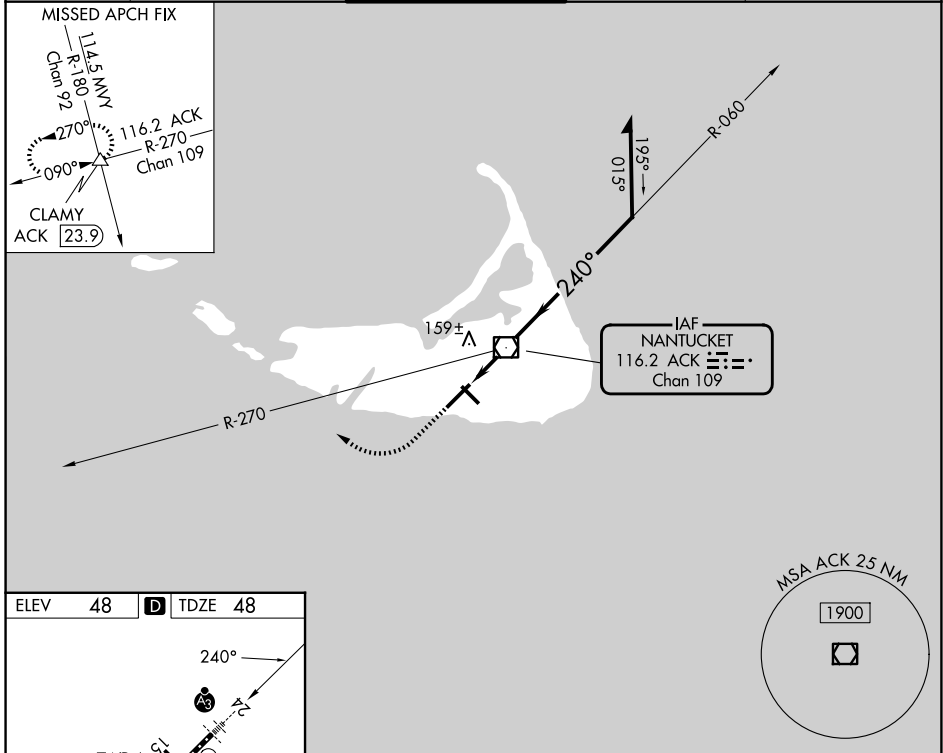 MISSED APCH FIX
114.5 MVY
R-180
Chan 92
270°
116.2 ACK
R-270
Chan 109
090°
CLAMY
ACK 23.9
R-060
195°
015°
240°
159±
IAF
NANTUCKET
116.2 ACK
Chan 109
R-270
MSA ACK 25 NM
1900
ELEV 48 D TDZE 48
240°
A3
24
15